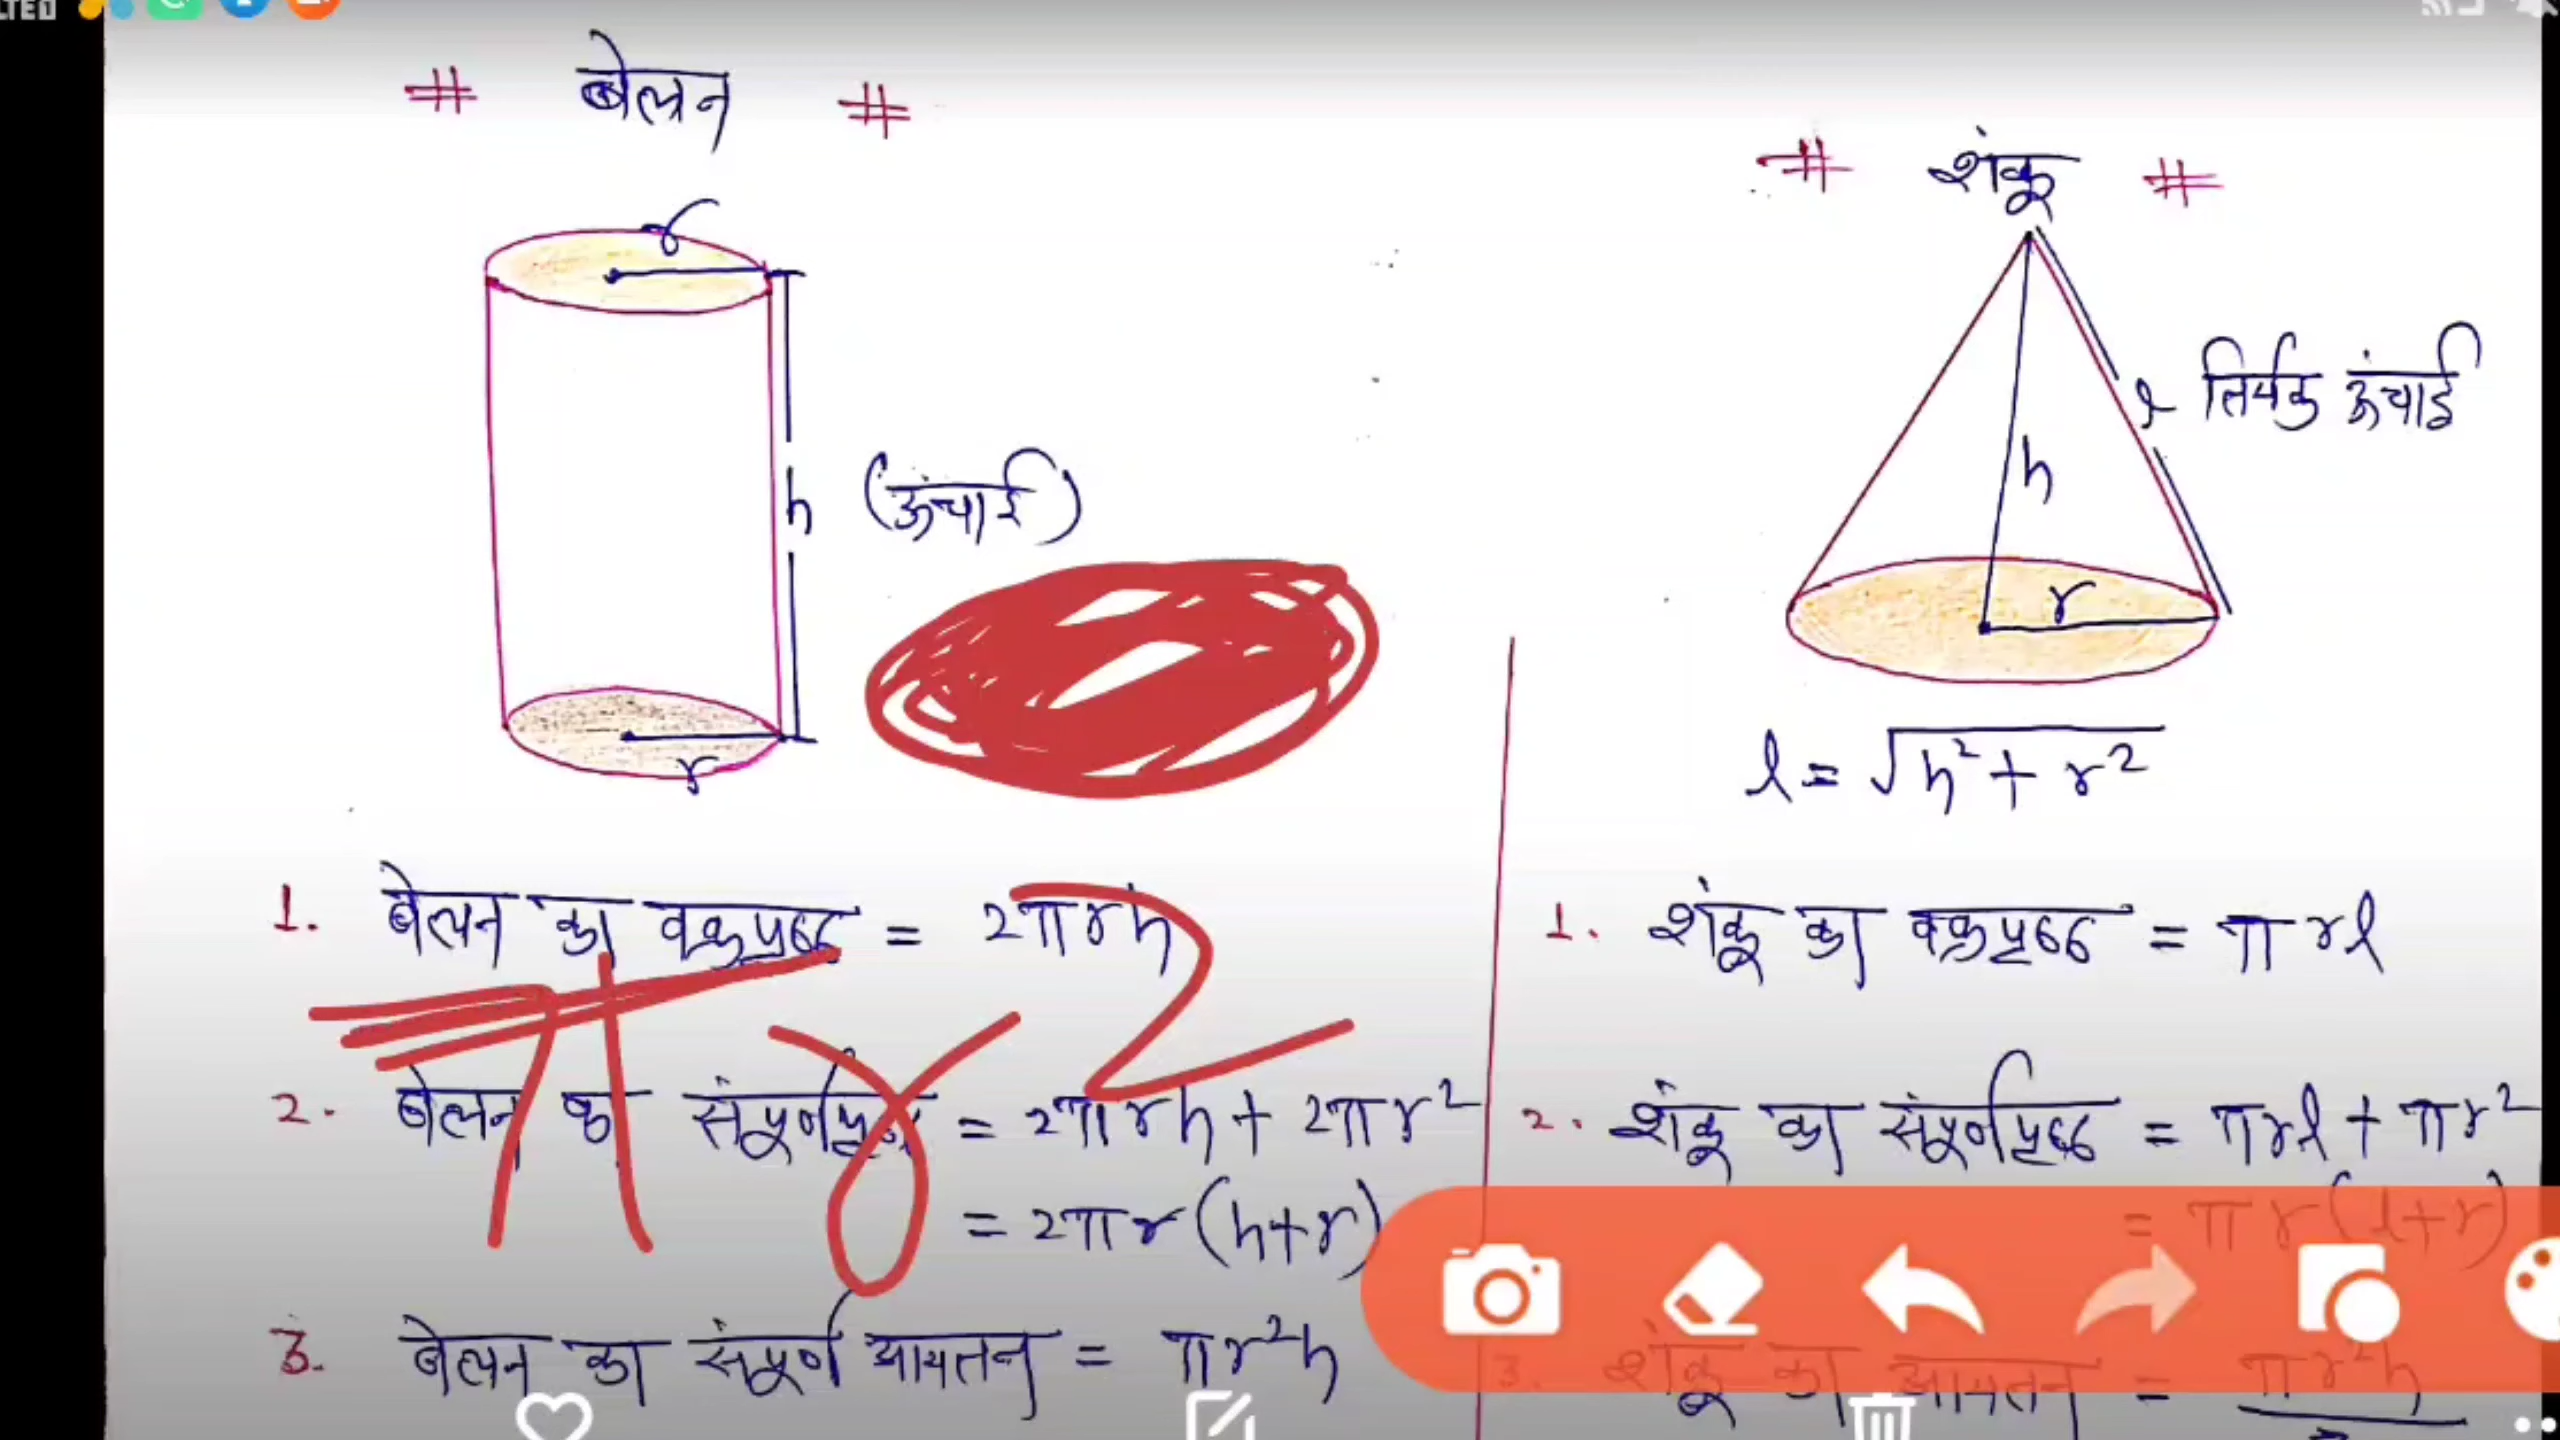 # बेलन #
r
h (ऊंचाई)
r
1. बेलन का वक्रपृष्ठ = 2πrh
2. बेलन का संपूर्णपृष्ठ = 2πrh + 2πr²
= 2πr(h+r)
3. बेलन का संपूर्ण आयतन = πr²h
πr²
# शंकू #
l तिर्यक ऊंचाई
h
r
l = √h² + r²
1. शंकू का वक्रपृष्ठ = πrl
2. शंकू का संपूर्णपृष्ठ = πrl + πr²
= πr(l+r)
3. शंकू का आयतन = πr²h